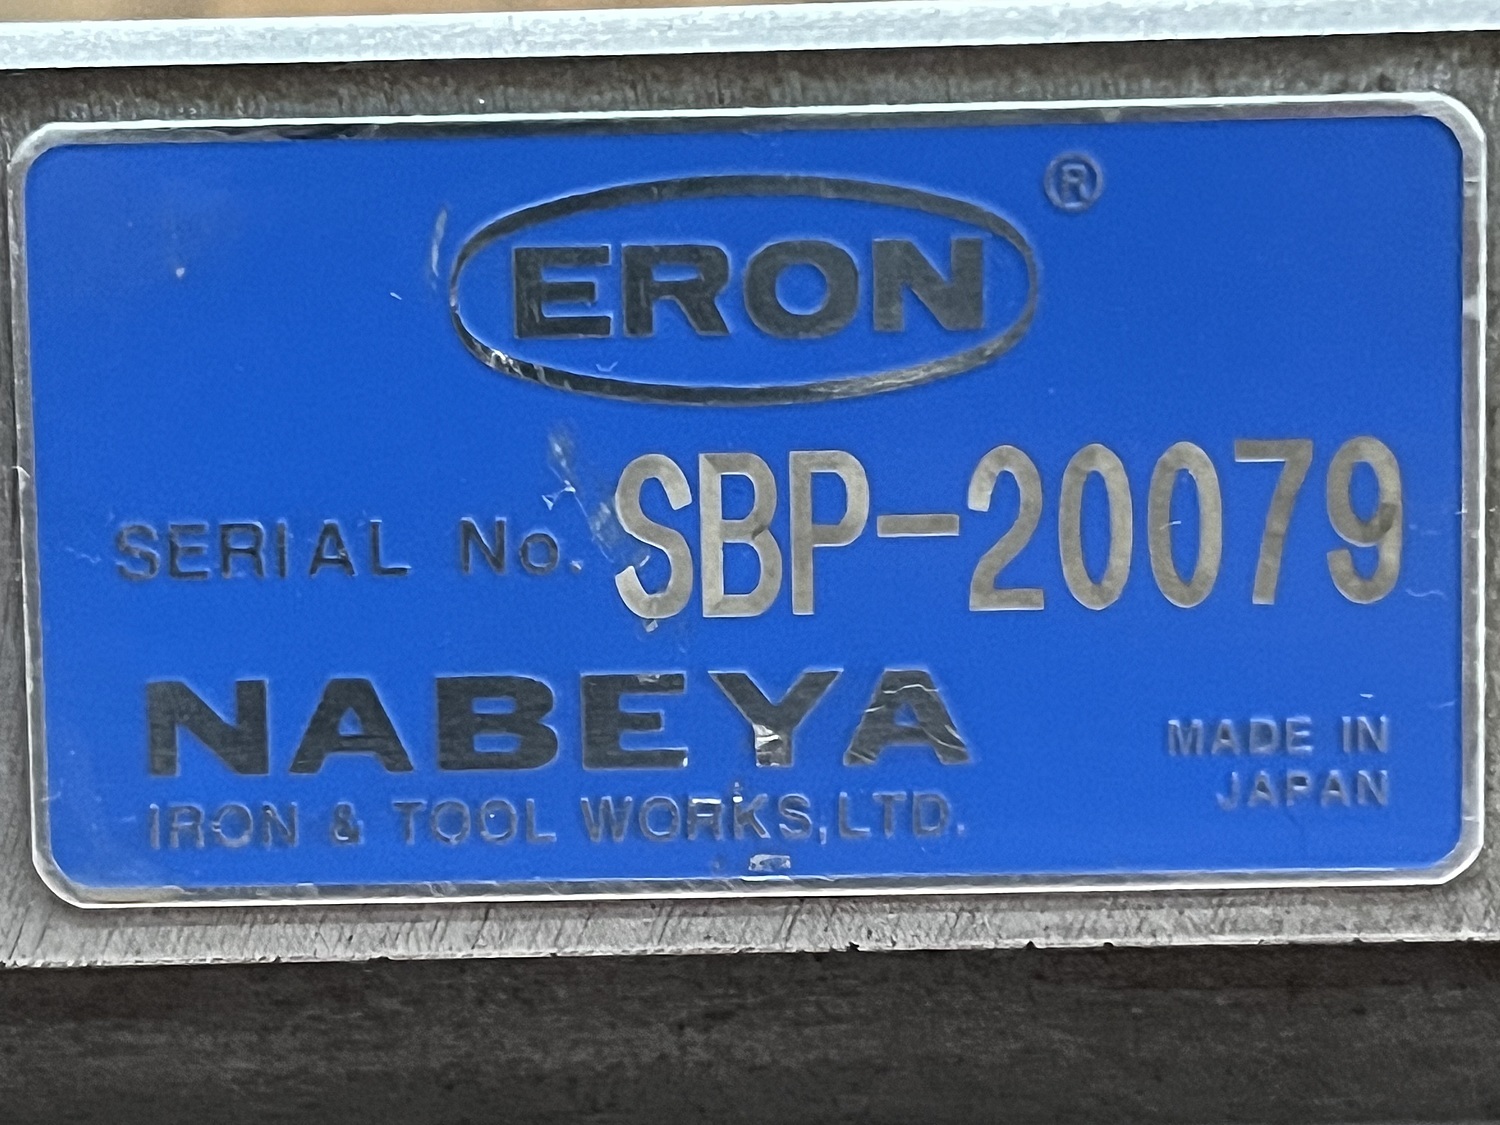 ERON ®
SERIAL No. SBP-20079
NABEYA
IRON & TOOL WORKS,LTD.
MADE IN
JAPAN